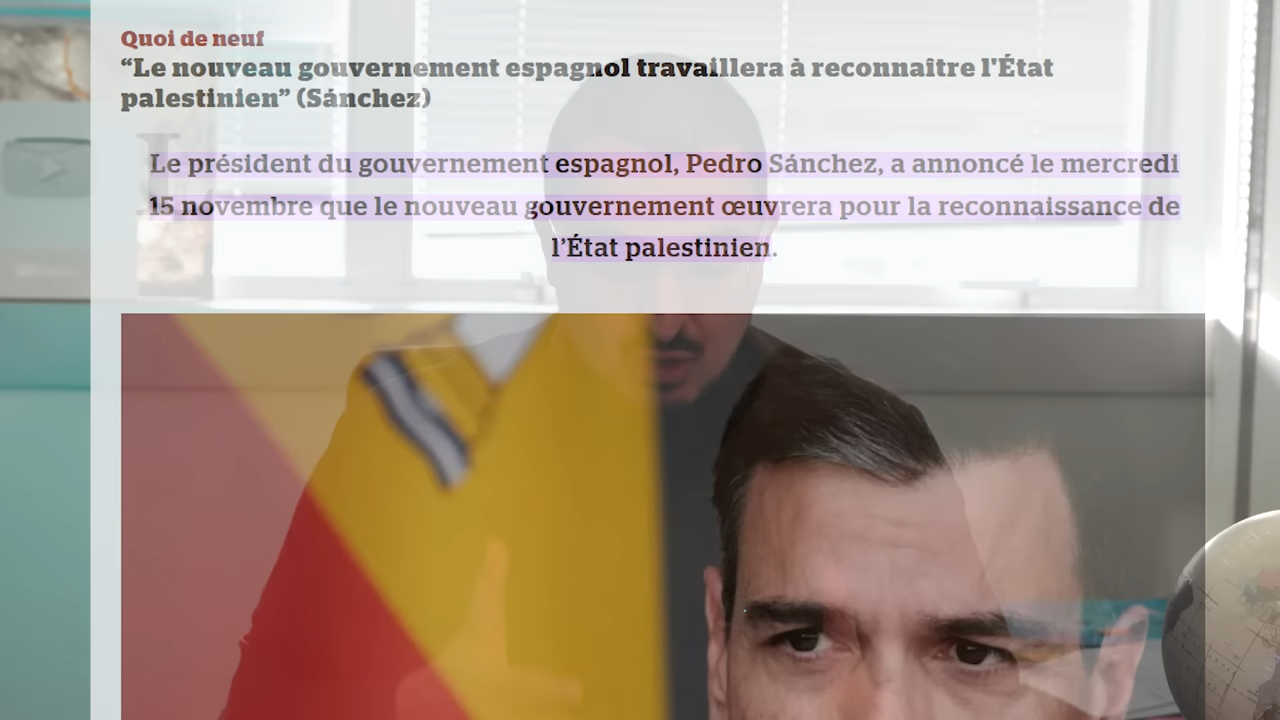 Quoi de neuf
“Le nouveau gouvernement espagnol travaillera à reconnaître l'État
palestinien” (Sánchez)
Le président du gouvernement espagnol, Pedro Sánchez, a annoncé le mercredi
15 novembre que le nouveau gouvernement œuvrera pour la reconnaissance de
l’État palestinien.